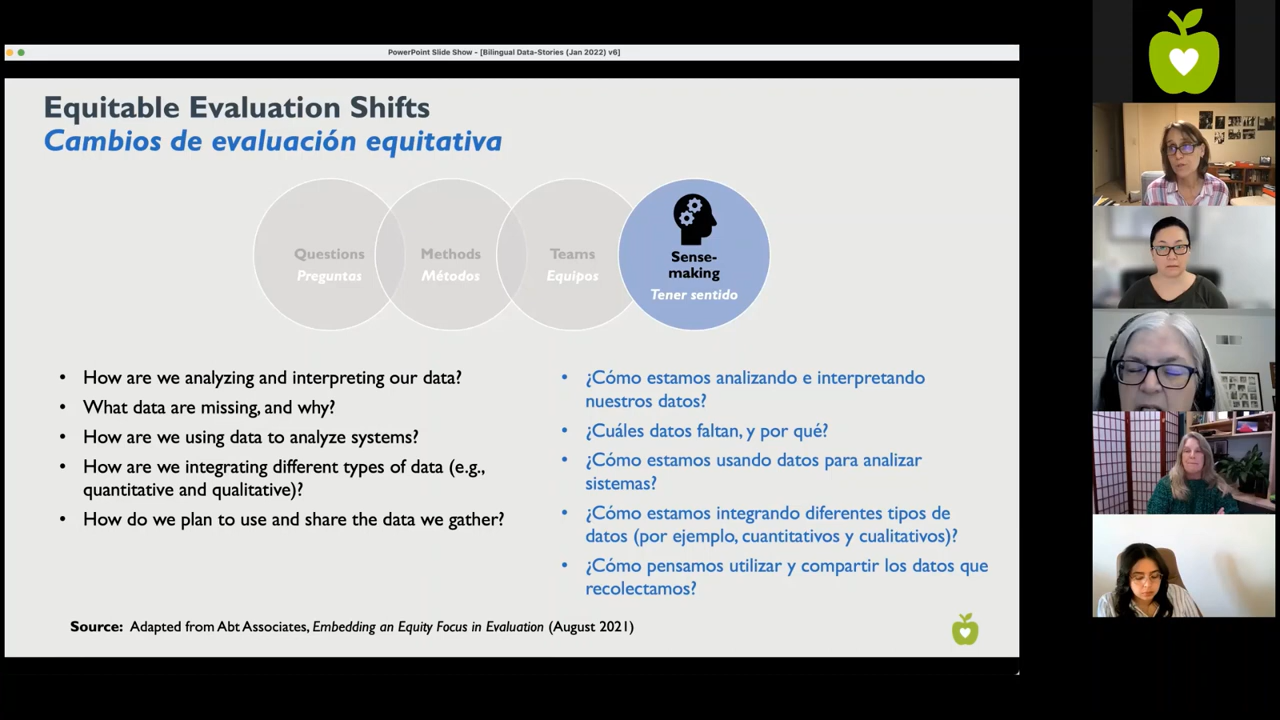 PowerPoint Slide Show - [Bilingual Data-Stories (Jan 2022) v6]
Equitable Evaluation Shifts
Cambios de evaluación equitativa
Questions
Preguntas
Methods
Métodos
Teams
Equipos
Sense-
making
Tener sentido
• How are we analyzing and interpreting our data?
• What data are missing, and why?
• How are we using data to analyze systems?
• How are we integrating different types of data (e.g.,
quantitative and qualitative)?
• How do we plan to use and share the data we gather?
• ¿Cómo estamos analizando e interpretando
nuestros datos?
• ¿Cuáles datos faltan, y por qué?
• ¿Cómo estamos usando datos para analizar
sistemas?
• ¿Cómo estamos integrando diferentes tipos de
datos (por ejemplo, cuantitativos y cualitativos)?
• ¿Cómo pensamos utilizar y compartir los datos que
recolectamos?
Source: Adapted from Abt Associates, Embedding an Equity Focus in Evaluation (August 2021)